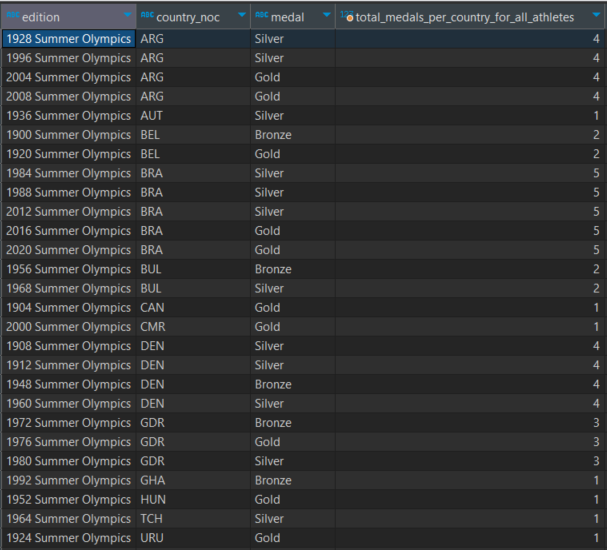 ABC edition ABC country_noc ABC medal 123 total_medals_per_country_for_all_athletes
1928 Summer Olympics ARG Silver 4
1996 Summer Olympics ARG Silver 4
2004 Summer Olympics ARG Gold 4
2008 Summer Olympics ARG Gold 4
1936 Summer Olympics AUT Silver 1
1900 Summer Olympics BEL Bronze 2
1920 Summer Olympics BEL Gold 2
1984 Summer Olympics BRA Silver 5
1988 Summer Olympics BRA Silver 5
2012 Summer Olympics BRA Silver 5
2016 Summer Olympics BRA Gold 5
2020 Summer Olympics BRA Gold 5
1956 Summer Olympics BUL Bronze 2
1968 Summer Olympics BUL Silver 2
1904 Summer Olympics CAN Gold 1
2000 Summer Olympics CMR Gold 1
1908 Summer Olympics DEN Silver 4
1912 Summer Olympics DEN Silver 4
1948 Summer Olympics DEN Bronze 4
1960 Summer Olympics DEN Silver 4
1972 Summer Olympics GDR Bronze 3
1976 Summer Olympics GDR Gold 3
1980 Summer Olympics GDR Silver 3
1992 Summer Olympics GHA Bronze 1
1952 Summer Olympics HUN Gold 1
1964 Summer Olympics TCH Silver 1
1924 Summer Olympics URU Gold 1